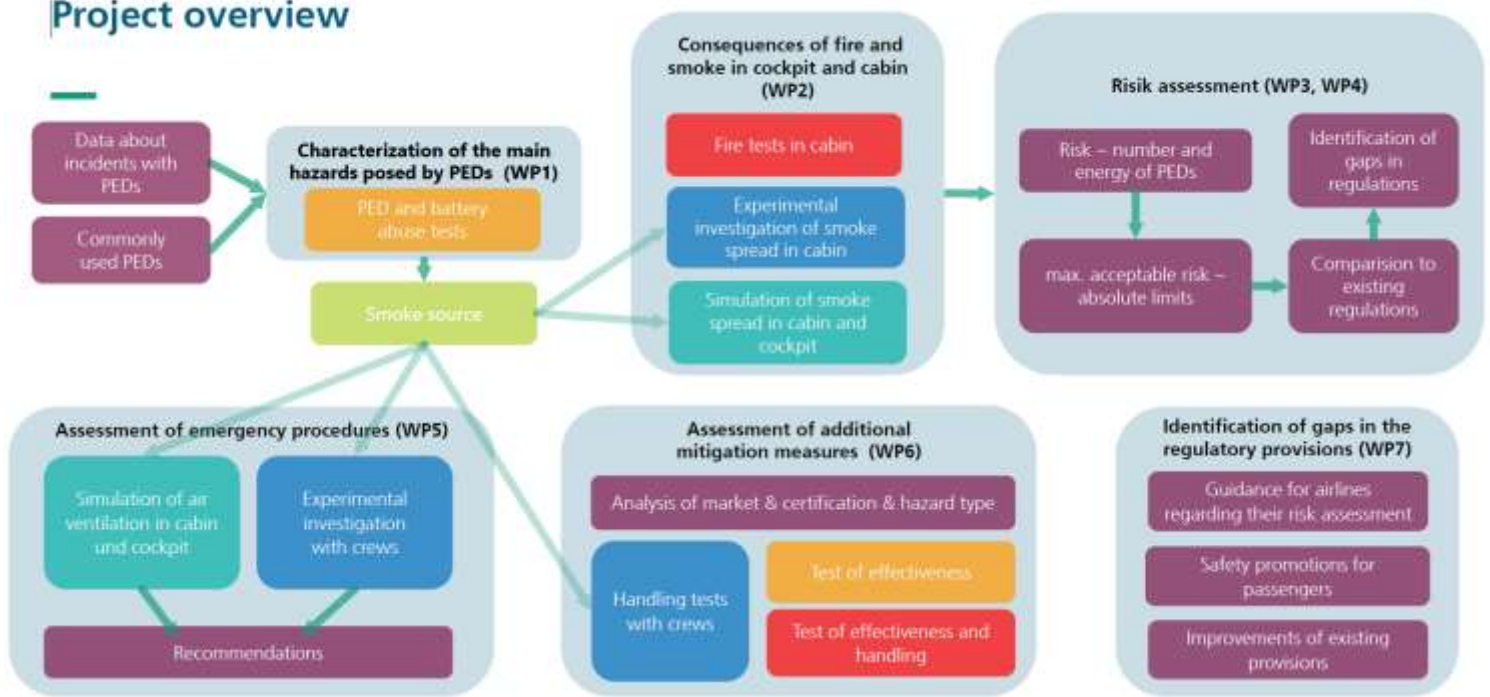 Project overview
Data about
incidents with
PEDs
Commonly
used PEDs
Characterization of the main
hazards posed by PEDs (WP1)
PED and battery
abuse tests
Smoke source
Consequences of fire and
smoke in cockpit and cabin
(WP2)
Fire tests in cabin
Experimental
investigation of smoke
spread in cabin
Simulation of smoke
spread in cabin and
cockpit
Risik assessment (WP3, WP4)
Risk – number and
energy of PEDs
max. acceptable risk –
absolute limits
Identification of
gaps in
regulations
Comparision to
existing
regulations
Assessment of emergency procedures (WP5)
Simulation of air
ventilation in cabin
und cockpit
Experimental
investigation
with crews
Recommendations
Assessment of additional
mitigation measures (WP6)
Analysis of market & certification & hazard type
Handling tests
with crews
Test of effectiveness
Test of effectiveness and
handling
Identification of gaps in the
regulatory provisions (WP7)
Guidance for airlines
regarding their risk assessment
Safety promotions for
passengers
Improvements of existing
provisions